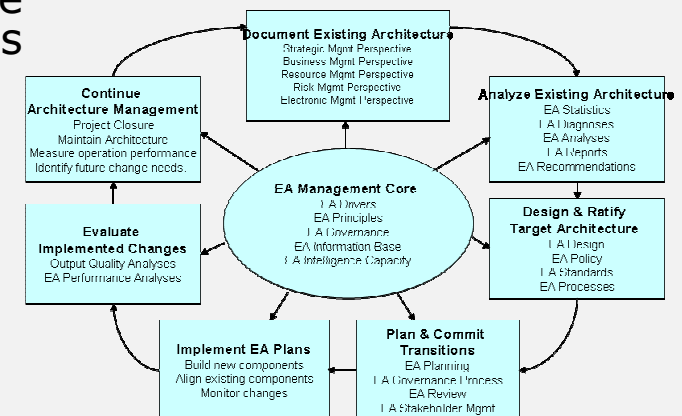 e
s
Document Existing Architecture
Strategic Mgmt Perspective
Business Mgmt Perspective
Resource Mgmt Perspective
Risk Mgmt Perspective
Electronic Mgmt Perspective
Analyze Existing Architecture
EA Statistics
EA Diagnoses
EA Analyses
EA Reports
EA Recommendations
Design & Ratify
Target Architecture
EA Design
EA Policy
EA Standards
EA Processes
Plan & Commit
Transitions
EA Planning
EA Governance Process
EA Review
EA Stakeholder Mgmt
Implement EA Plans
Build new components
Align existing components
Monitor changes
Evaluate
Implemented Changes
Output Quality Analyses
EA Performance Analyses
Continue
Architecture Management
Project Closure
Maintain Architecture
Measure operation performance
Identify future change needs.
EA Management Core
EA Drivers
EA Principles
EA Governance
EA Information Base
EA Intelligence Capacity